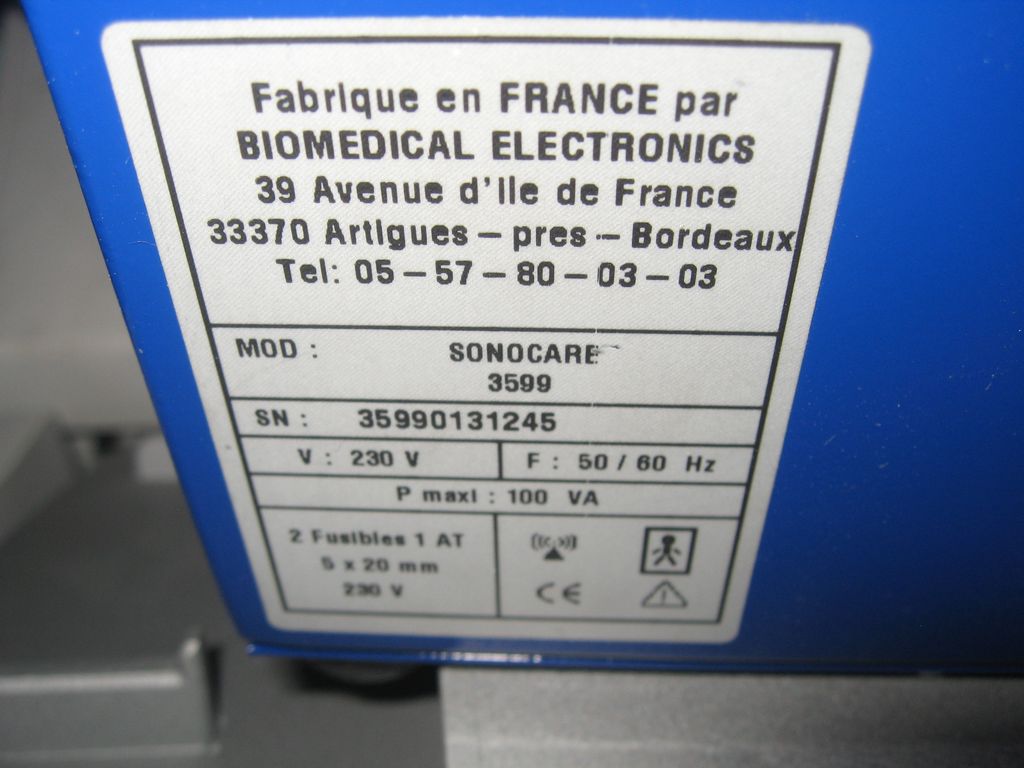 Fabrique en FRANCE par
BIOMEDICAL ELECTRONICS
39 Avenue d'Ile de France
33370 Artigues - pres - Bordeaux
Tel: 05 - 57 - 80 - 03 - 03
MOD : SONOCARE
3599
SN : 35990131245
V : 230 V F : 50 / 60 Hz
P maxi : 100 VA
2 Fusibles 1 AT
5 x 20 mm
230 V
CE